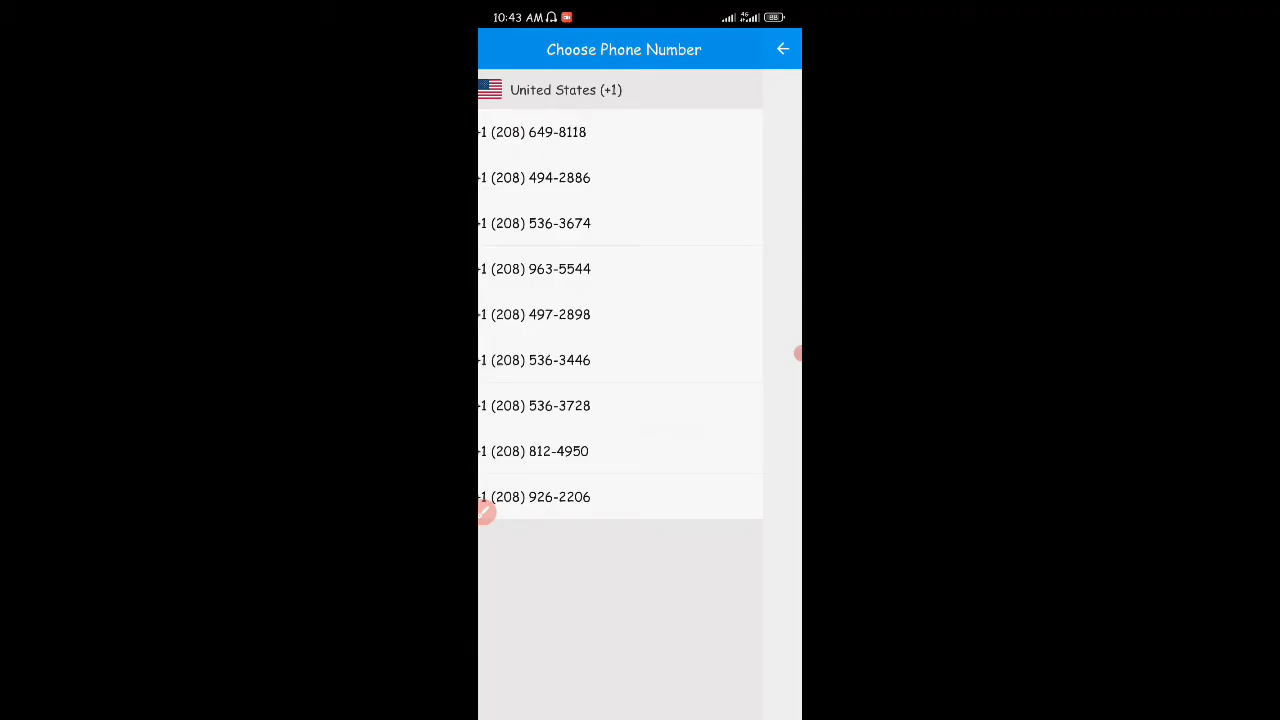 10:43 AM
4G
88
Choose Phone Number
United States (+1)
+1 (208) 649-8118
+1 (208) 494-2886
+1 (208) 536-3674
+1 (208) 963-5544
+1 (208) 497-2898
+1 (208) 536-3446
+1 (208) 536-3728
+1 (208) 812-4950
+1 (208) 926-2206